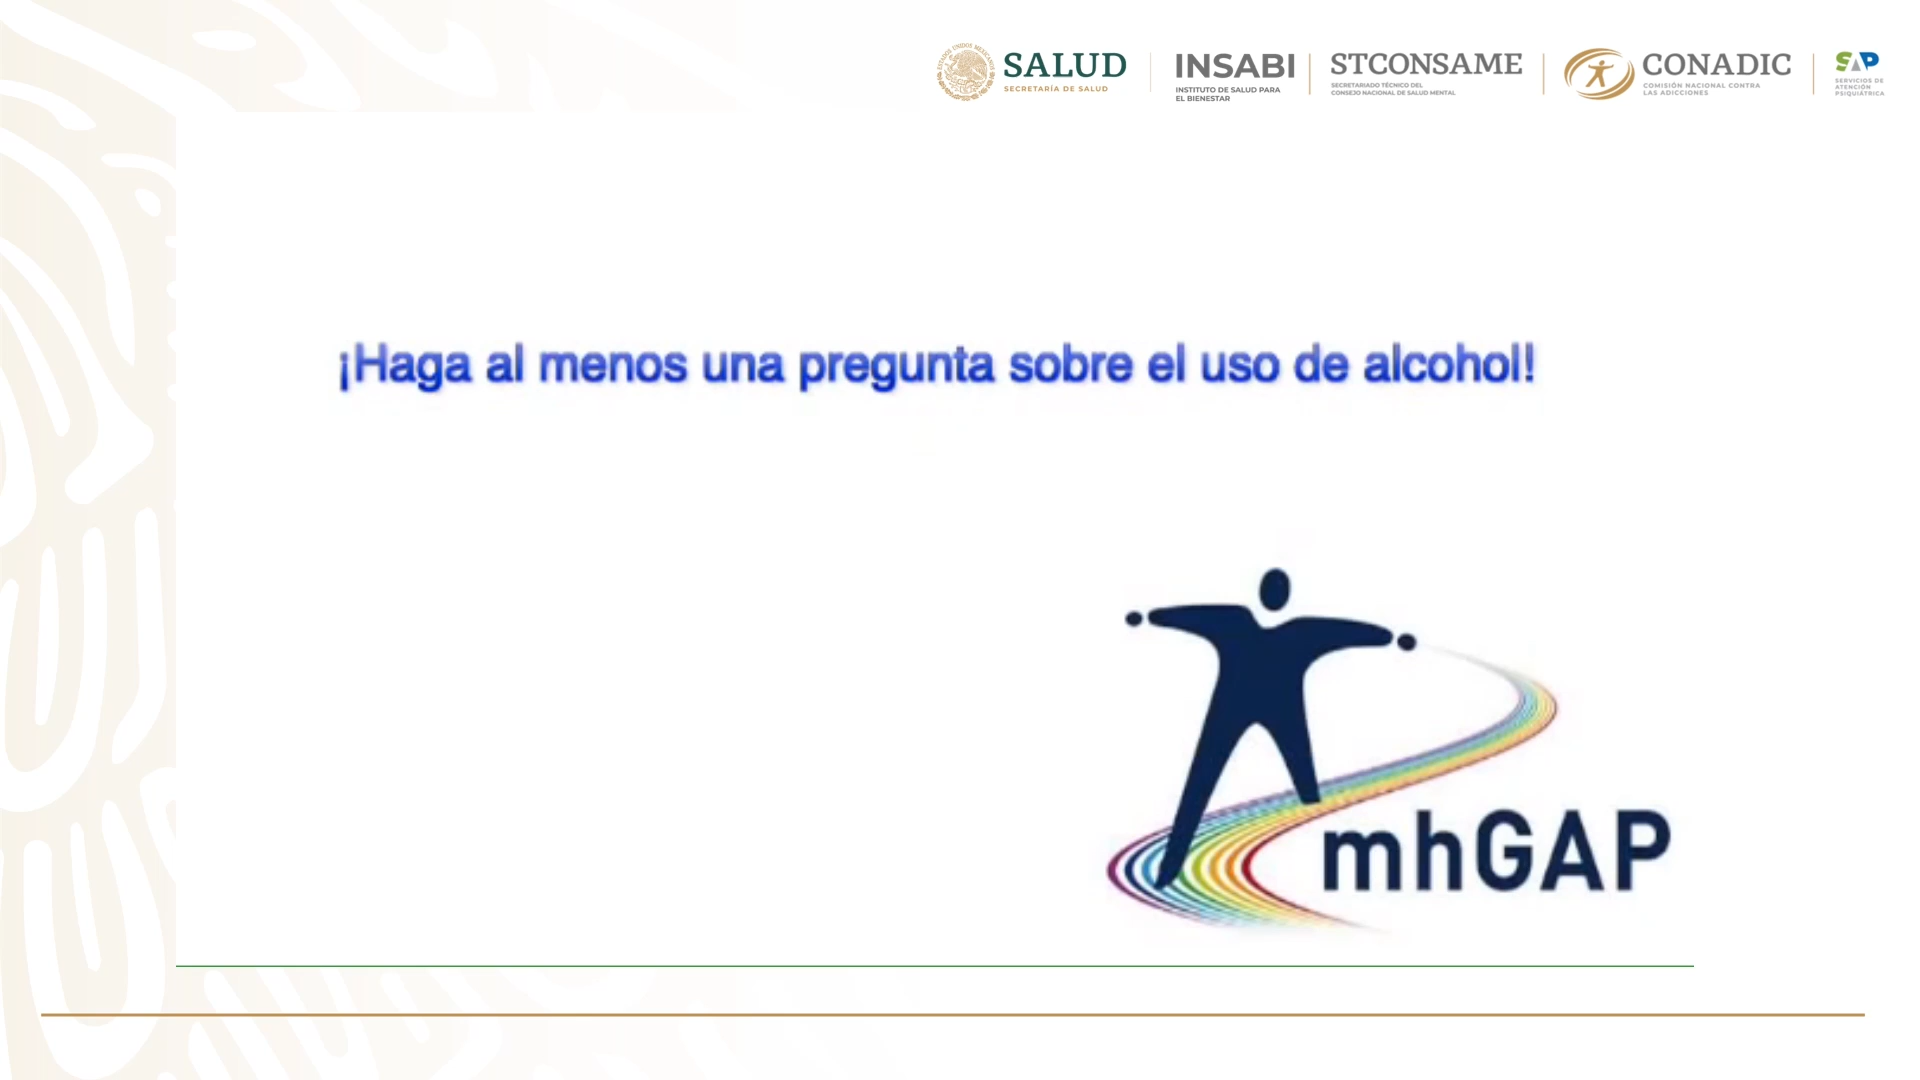 SALUD
SECRETARÍA DE SALUD
INSABI
INSTITUTO DE SALUD PARA
EL BIENESTAR
STCONSAME
SECRETARIADO TÉCNICO DEL
CONSEJO NACIONAL DE SALUD MENTAL
CONADIC
COMISIÓN NACIONAL CONTRA
LAS ADICCIONES
SAP
SERVICIOS DE
ATENCIÓN
PSIQUIÁTRICA
¡Haga al menos una pregunta sobre el uso de alcohol!
mhGAP